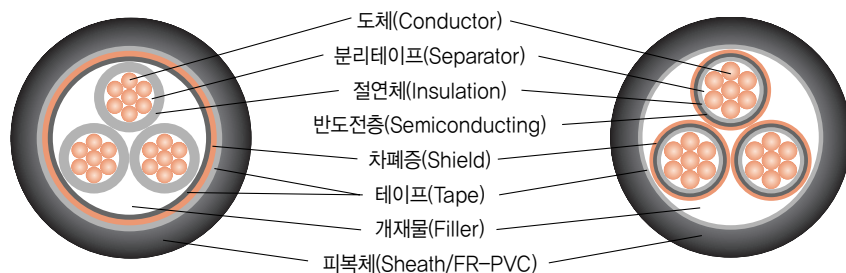 도체(Conductor)
분리테이프(Separator)
절연체(Insulation)
반도전층(Semiconducting)
차폐증(Shield)
테이프(Tape)
개재물(Filler)
피복체(Sheath/FR-PVC)